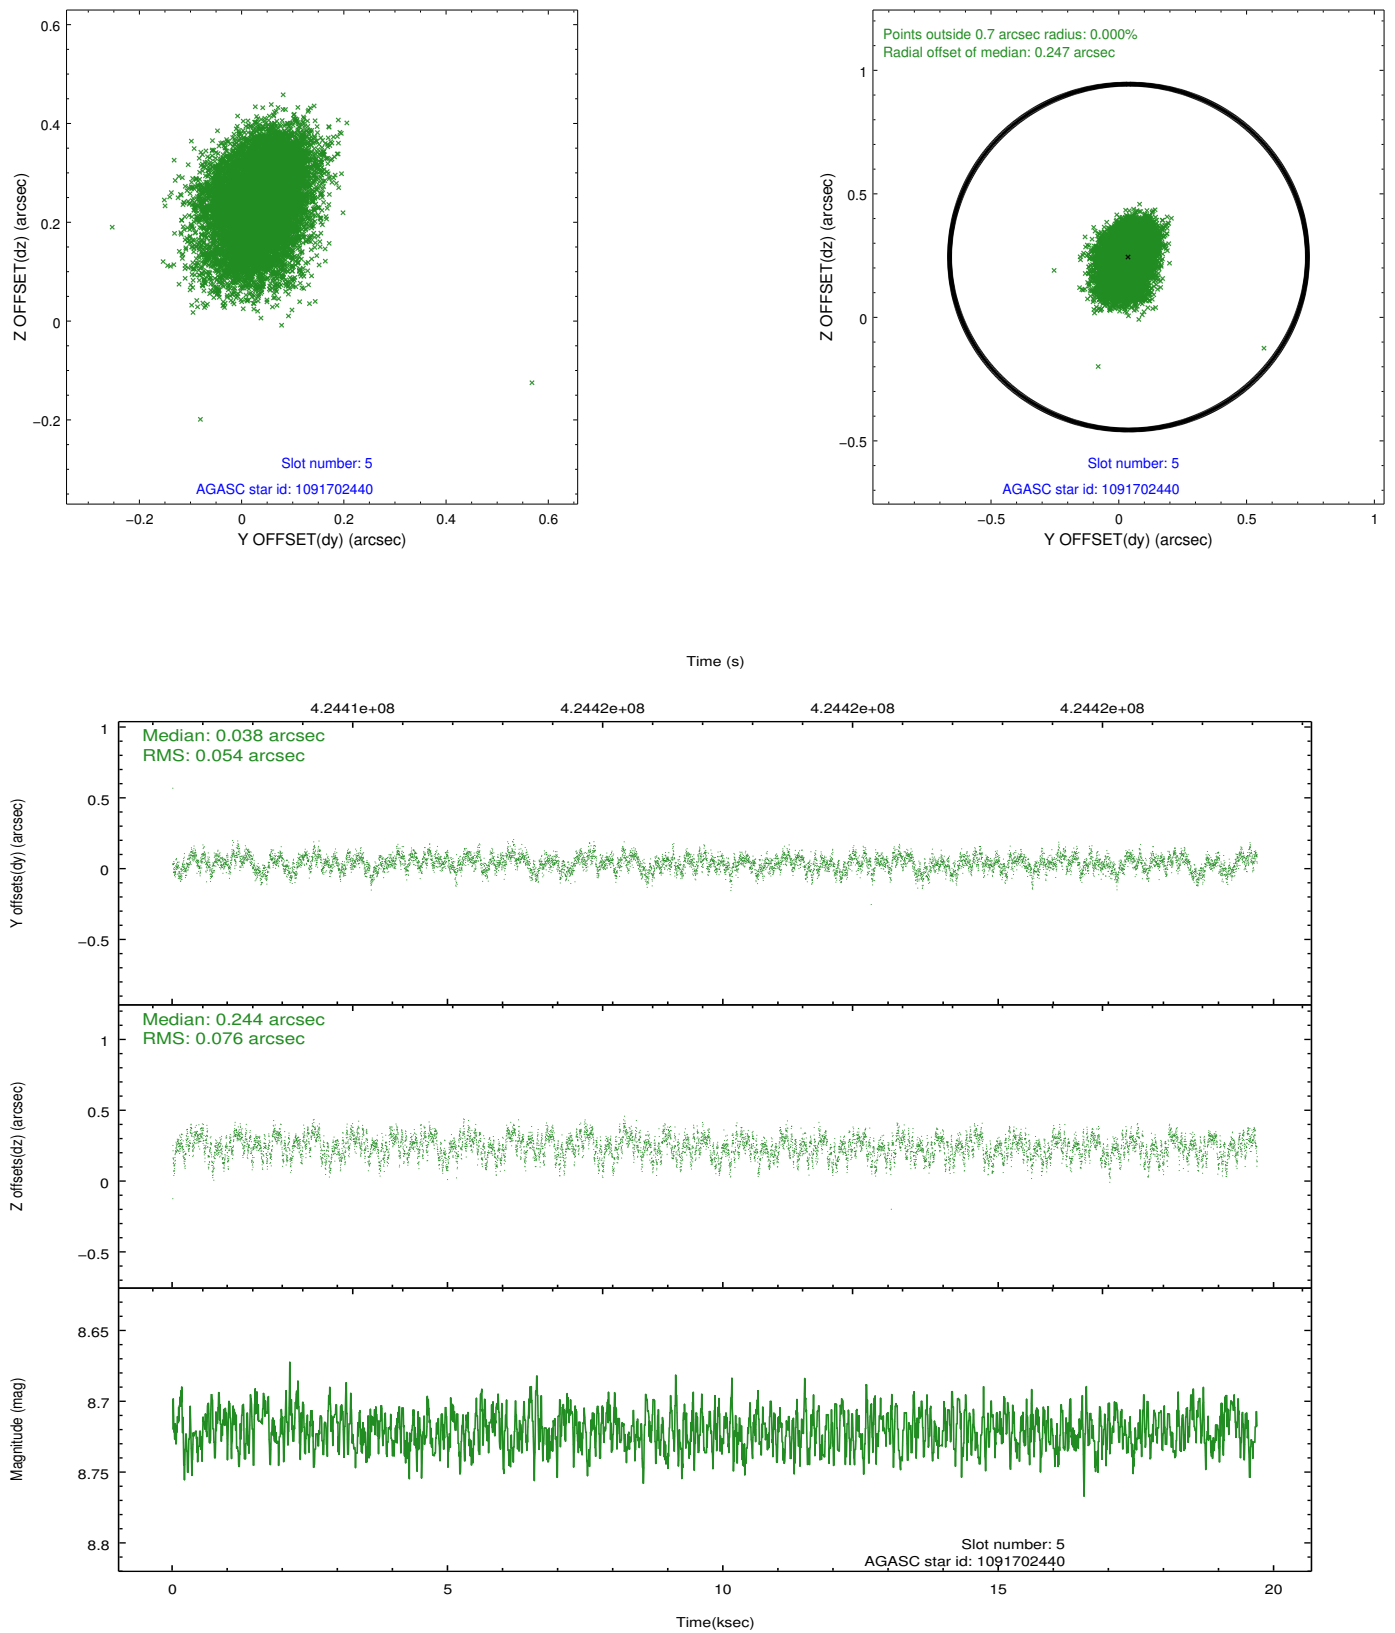 0.6
0.4
0.2
0
−0.2
Z OFFSET(dz) (arcsec)
Slot number: 5
AGASC star id: 1091702440
−0.2 0 0.2 0.4 0.6
Y OFFSET(dy) (arcsec)
Points outside 0.7 arcsec radius: 0.000%
Radial offset of median: 0.247 arcsec
1
0.5
0
−0.5
Z OFFSET(dz) (arcsec)
Slot number: 5
AGASC star id: 1091702440
−0.5 0 0.5 1
Y OFFSET(dy) (arcsec)
Time (s)
4.2441e+08 4.2442e+08 4.2442e+08 4.2442e+08
Median: 0.038 arcsec
RMS: 0.054 arcsec
1
0.5
0
−0.5
Y offsets(dy) (arcsec)
Median: 0.244 arcsec
RMS: 0.076 arcsec
1
0.5
0
−0.5
Z offsets(dz) (arcsec)
8.65
8.7
8.75
8.8
Magnitude (mag)
Slot number: 5
AGASC star id: 1091702440
0 5 10 15 20
Time(ksec)